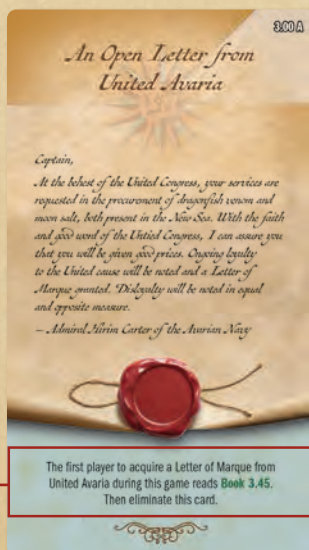 3.00 A
An Open Letter from
United Avaria
Captain,
At the behest of the United Congress, your services are
requested in the procurement of dragonfish venom and
moon salt, both present in the New Sea. With the faith
and good word of the Untied Congress, I can assure you
that you will be given good prices. Ongoing loyalty
to the United cause will be noted and a Letter of
Marque granted. Disloyalty will be noted in equal
and opposite measure.
– Admiral Hirim Carter of the Avarian Navy
The first player to acquire a Letter of Marque from
United Avaria during this game reads Book 3.45.
Then eliminate this card.